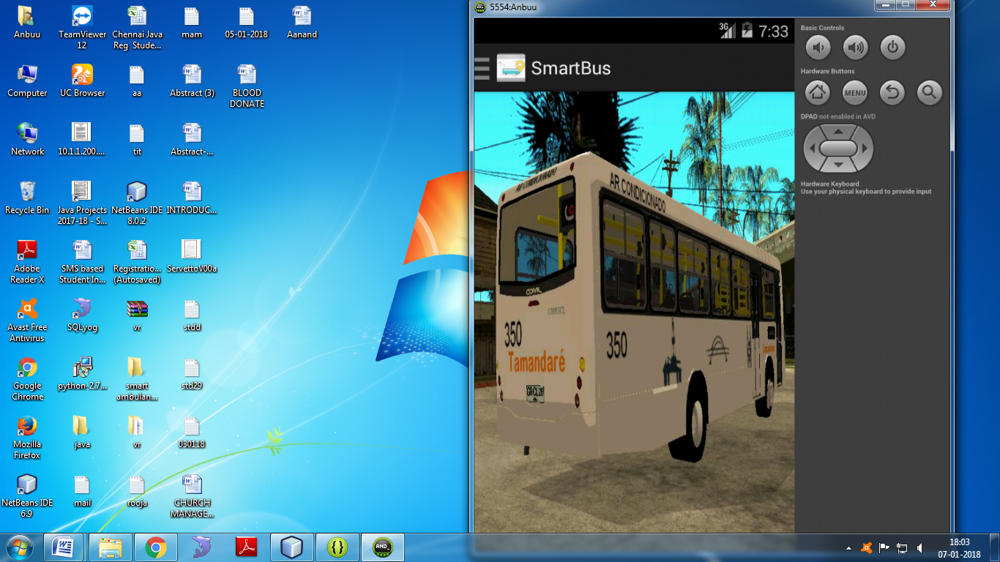 Anbuu
TeamViewer
12
Chennai Java
Reg Stude...
mam
05-01-2018
Aanand
Computer
UC Browser
aa
Abstract (3)
BLOOD
DONATE
Network
10.1.1.200....
tit
Abstract-...
Recycle Bin
Java Projects
2017-18 - S...
NetBeans IDE
8.0.2
INTRODUC...
Adobe
Reader X
SMS based
Student In...
Registratio...
(Autosaved)
ServettoV00a
Avast Free
Antivirus
SQLyog
vr
stdd
Google
Chrome
python-2.7...
smart
ambulan...
std29
Mozilla
Firefox
java
vr
030118
NetBeans IDE
6.9
mail
rooja
CHURCH
MANAGE...
5554:Anbuu
3G
7:33
SmartBus
AR CONDICIONADO
AR CONDICIONADO
COMIL
350
350
Tamandaré
Tamandaré
Basic Controls
Hardware Buttons
MENU
DPAD not enabled in AVD
Hardware Keyboard
Use your physical keyboard to provide input
AND_
18:03
07-01-2018